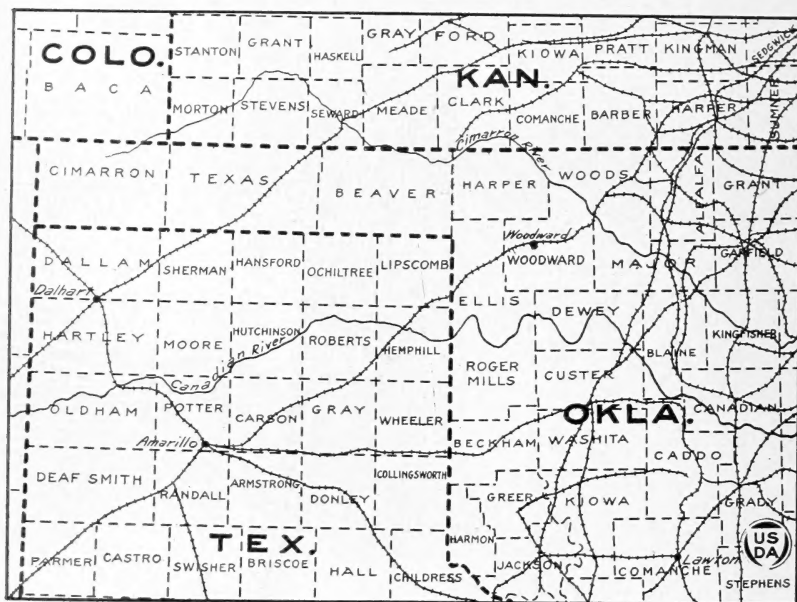 COLO.
BACA
STANTON
GRANT
HASKELL
GRAY
FORD
KIOWA
PRATT
KINGMAN
SEDGWICK
KAN.
MORTON
STEVENS
SEWARD
MEADE
CLARK
COMANCHE
BARBER
HARPER
SUMNER
Cimarron River
CIMARRON
TEXAS
BEAVER
HARPER
WOODS
ALFALFA
GRANT
DALLAM
SHERMAN
HANSFORD
OCHILTREE
LIPSCOMB
Woodward
WOODWARD
MAJOR
GARFIELD
Dalhart
ELLIS
HARTLEY
MOORE
HUTCHINSON
ROBERTS
HEMPHILL
DEWEY
BLAINE
KINGFISHER
Canadian River
ROGER
MILLS
CUSTER
OLDHAM
POTTER
CARSON
GRAY
WHEELER
OKLA.
CANADIAN
Amarillo
BECKHAM
WASHITA
CADDO
DEAF SMITH
RANDALL
ARMSTRONG
DONLEY
COLLINGSWORTH
GREER
KIOWA
GRADY
TEX.
HARMON
US
DA
PARMER
CASTRO
SWISHER
BRISCOE
HALL
CHILDRESS
JACKSON
COMANCHE
Lawton
STEPHENS